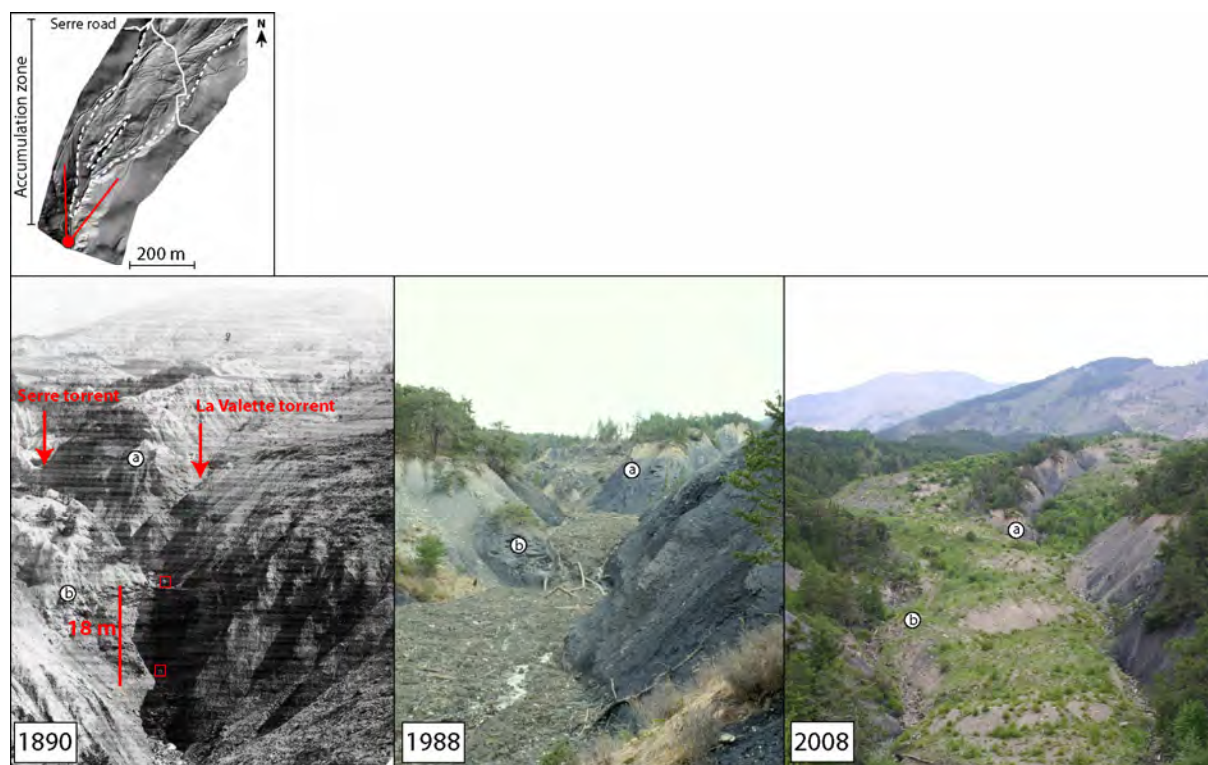 Serre road
N
Accumulation zone
200 m
Serre torrent
La Valette torrent
a
b
18 m
1890
a
b
1988
a
b
2008